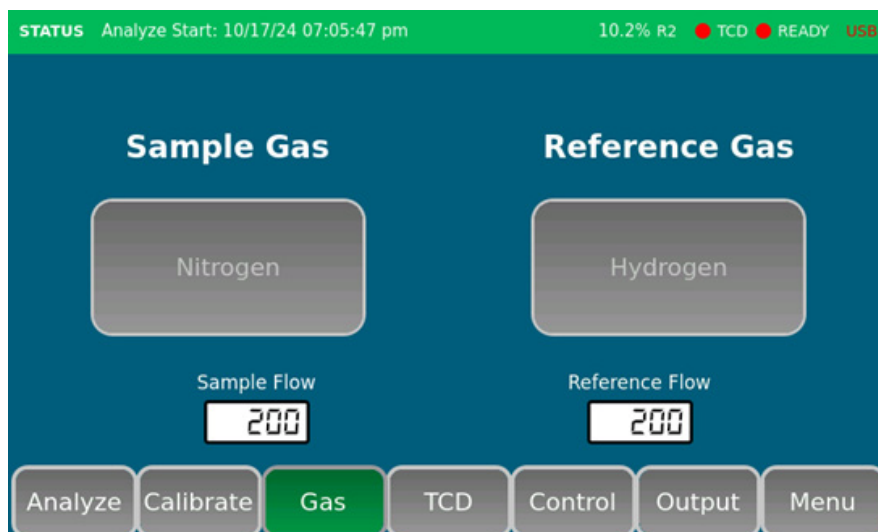 STATUS Analyze Start: 10/17/24 07:05:47 pm 10.2% R2 TCD READY USB
Sample Gas Reference Gas
Nitrogen Hydrogen
Sample Flow Reference Flow
200 200
Analyze Calibrate Gas TCD Control Output Menu